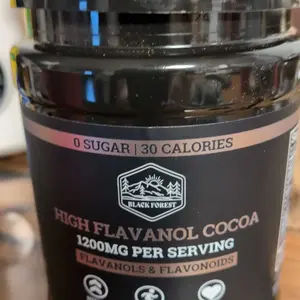 0 SUGAR | 30 CALORIES
BLACK FOREST
HIGH FLAVANOL COCOA
1200MG PER SERVING
FLAVANOLS & FLAVONOIDS